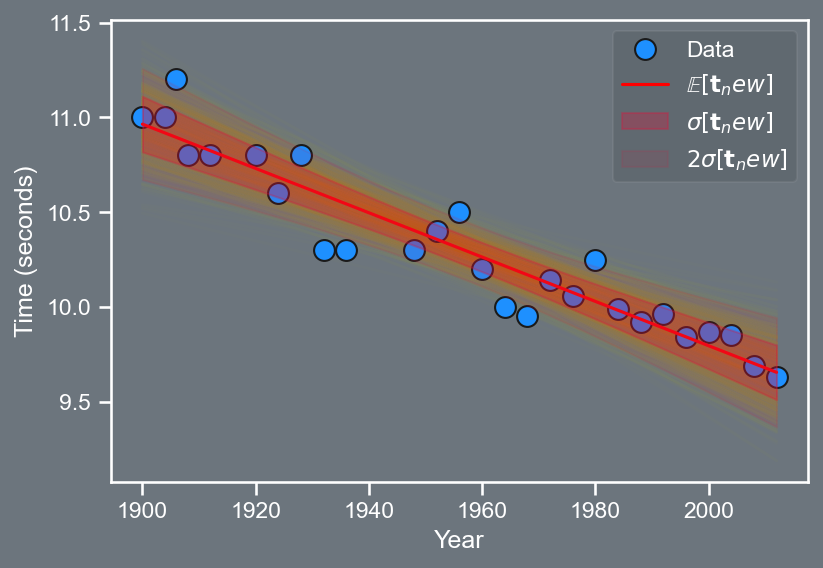 11.5
11.0
10.5
10.0
9.5
Time (seconds)
1900 1920 1940 1960 1980 2000
Year
Data
𝔼[𝐭ₙew]
σ[𝐭ₙew]
2σ[𝐭ₙew]